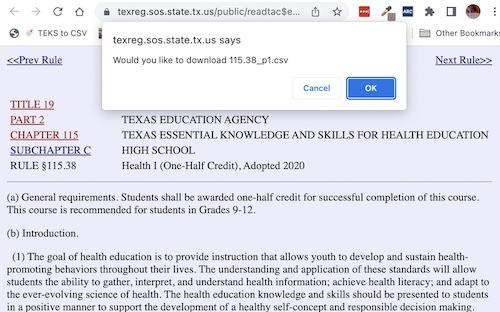 texreg.sos.state.tx.us/public/readtac$e...
TEKS to CSV
ARC
Other Bookmarks
texreg.sos.state.tx.us says
Would you like to download 115.38_p1.csv
Cancel
OK
<<Prev Rule
Next Rule>>
TITLE 19
PART 2 TEXAS EDUCATION AGENCY
CHAPTER 115 TEXAS ESSENTIAL KNOWLEDGE AND SKILLS FOR HEALTH EDUCATION
SUBCHAPTER C HIGH SCHOOL
RULE §115.38 Health I (One-Half Credit), Adopted 2020
(a) General requirements. Students shall be awarded one-half credit for successful completion of this course.
This course is recommended for students in Grades 9-12.
(b) Introduction.
(1) The goal of health education is to provide instruction that allows youth to develop and sustain health-
promoting behaviors throughout their lives. The understanding and application of these standards will allow
students the ability to gather, interpret, and understand health information; achieve health literacy; and adapt to
the ever-evolving science of health. The health education knowledge and skills should be presented to students
in a positive manner to support the development of a healthy self-concept and responsible decision making.